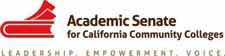 Academic Senate
for California Community Colleges
LEADERSHIP. EMPOWERMENT. VOICE.